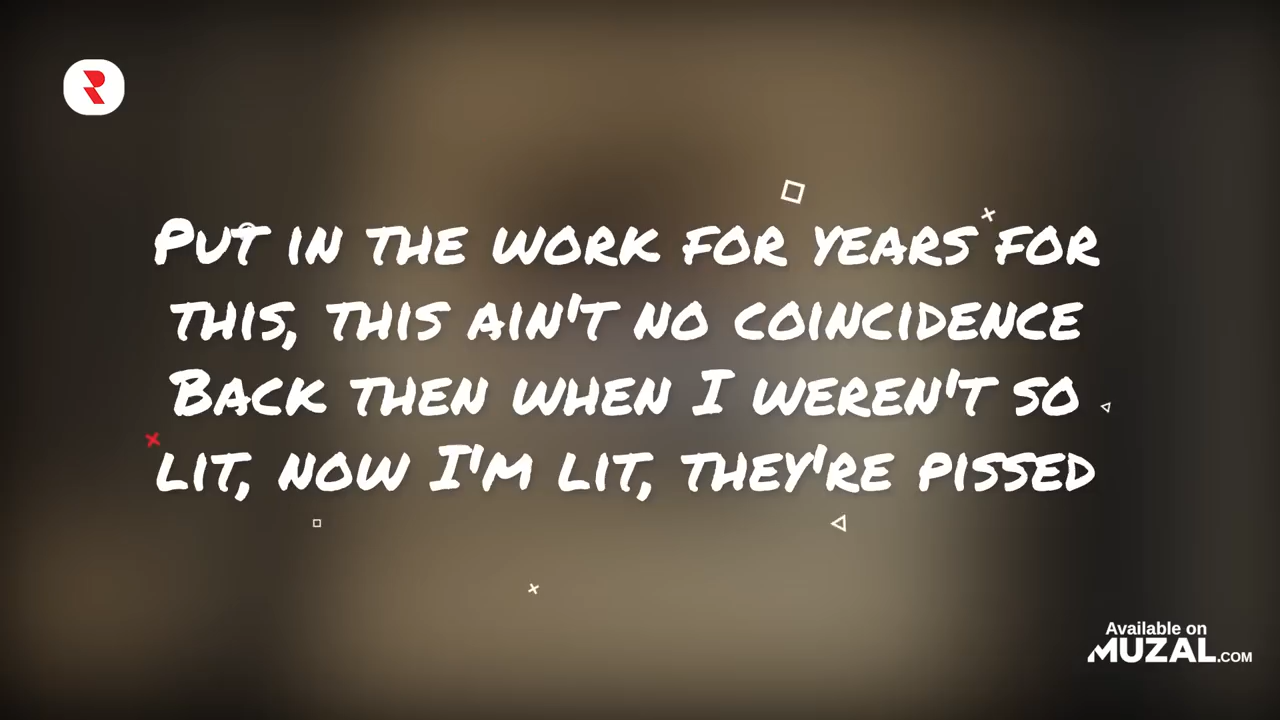 Put in the work for years for
this, this ain't no coincidence
Back then when I weren't so
lit, now I'm lit, they're pissed
Available on
MUZAL.COM